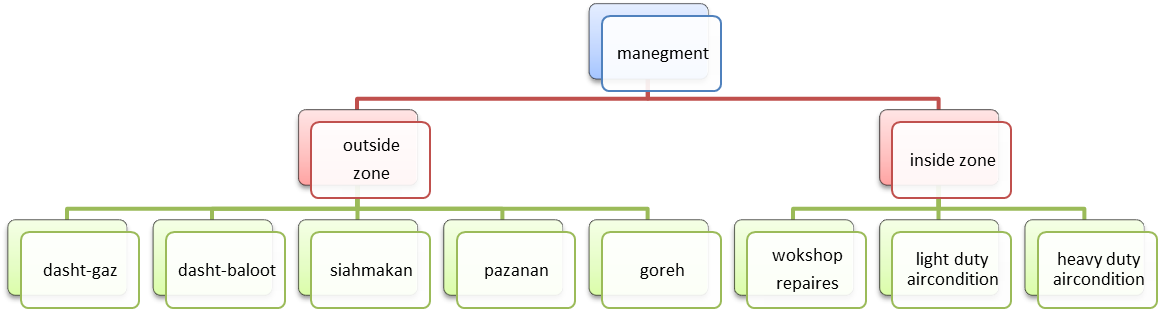 manegment
outside
zone
inside zone
dasht-gaz
dasht-baloot
siahmakan
pazanan
goreh
wokshop
repaires
light duty
aircondition
heavy duty
aircondition